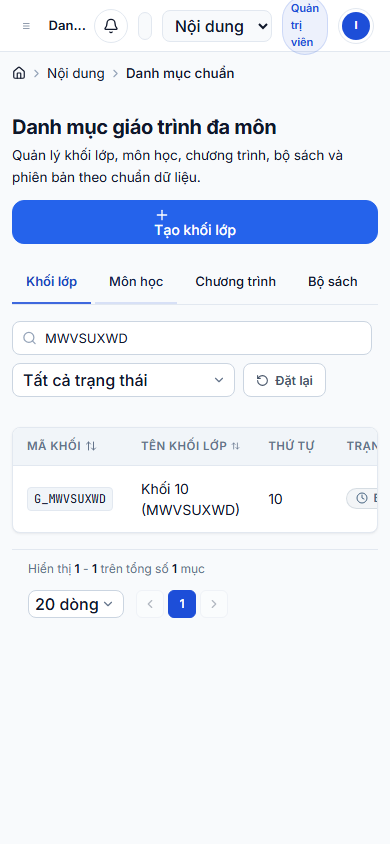 Dan...
Nội dung
Quản
trị
viên
I
Nội dung
Danh mục chuẩn
Danh mục giáo trình đa môn
Quản lý khối lớp, môn học, chương trình, bộ sách và
phiên bản theo chuẩn dữ liệu.
Tạo khối lớp
Khối lớp
Môn học
Chương trình
Bộ sách
MWVSUXWD
Tất cả trạng thái
Đặt lại
MÃ KHỐI
TÊN KHỐI LỚP
THỨ TỰ
TRẠN
G_MWVSUXWD
Khối 10
(MWVSUXWD)
10
Hiển thị 1 - 1 trên tổng số 1 mục
20 dòng
1